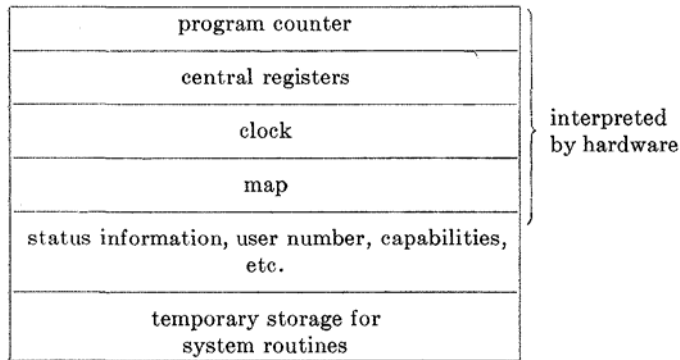 program counter
central registers
clock
map
status information, user number, capabilities,
etc.
temporary storage for
system routines
interpreted
by hardware